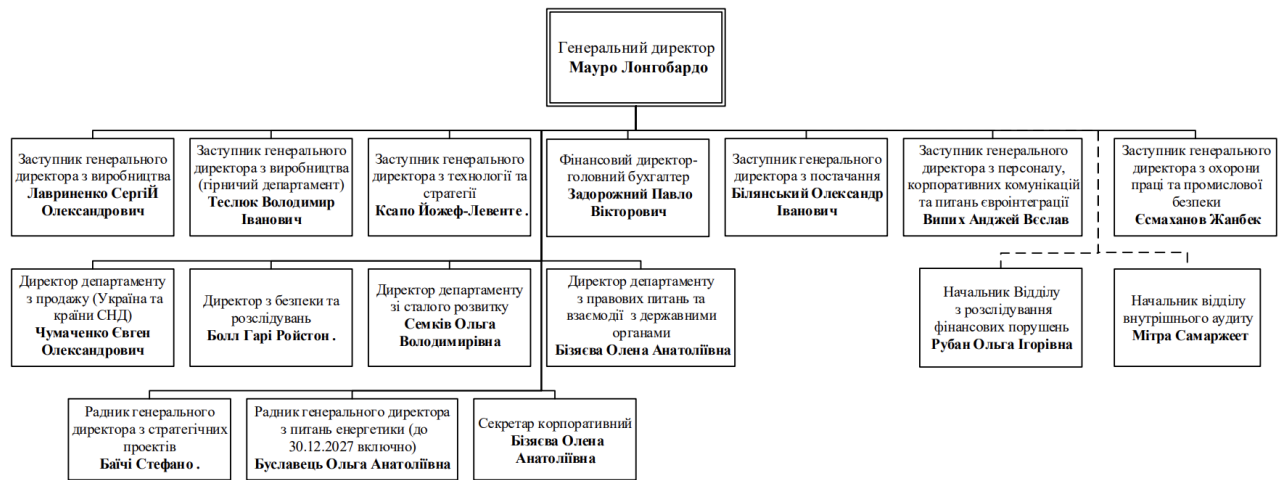 Генеральний директор
Мауро Лонгобардо
Заступник генерального
директора з виробництва
Лавриненко СергіЙ
Олександрович
Заступник генерального
директора з виробництва
(гірничий департамент)
Теслюк Володимир
Іванович
Заступник генерального
директора з технології та
стратегії
Ксапо Йожеф-Левенте .
Фінансовий директор-
головний бухгалтер
Задорожний Павло
Вікторович
Заступник генерального
директора з постачання
Білянський Олександр
Іванович
Заступник генерального
директора з персоналу,
корпоративних комунікацій
та питань євроінтеграції
Випих Анджей Вєслав
Заступник генерального
директора з охорони
праці та промислової
безпеки
Єсмаханов Жанбек
Директор департаменту
з продажу (Україна та
країни СНД)
Чумаченко Євген
Олександрович
Директор з безпеки та
розслідувань
Болл Гарі Ройстон .
Директор департаменту
зі сталого розвитку
Семків Ольга
Володимирівна
Директор департаменту
з правових питань та
взаємодії з державними
органами
Бізяєва Олена Анатоліївна
Начальник Відділу
з розслідування
фінансових порушень
Рубан Ольга Ігорівна
Начальник відділу
внутрішнього аудиту
Мітра Самаржеет
Радник генерального
директора з стратегічних
проектів
Баїчі Стефано .
Радник генерального директора
з питань енергетики (до
30.12.2027 включно)
Буславець Ольга Анатоліївна
Секретар корпоративний
Бізяєва Олена
Анатоліївна